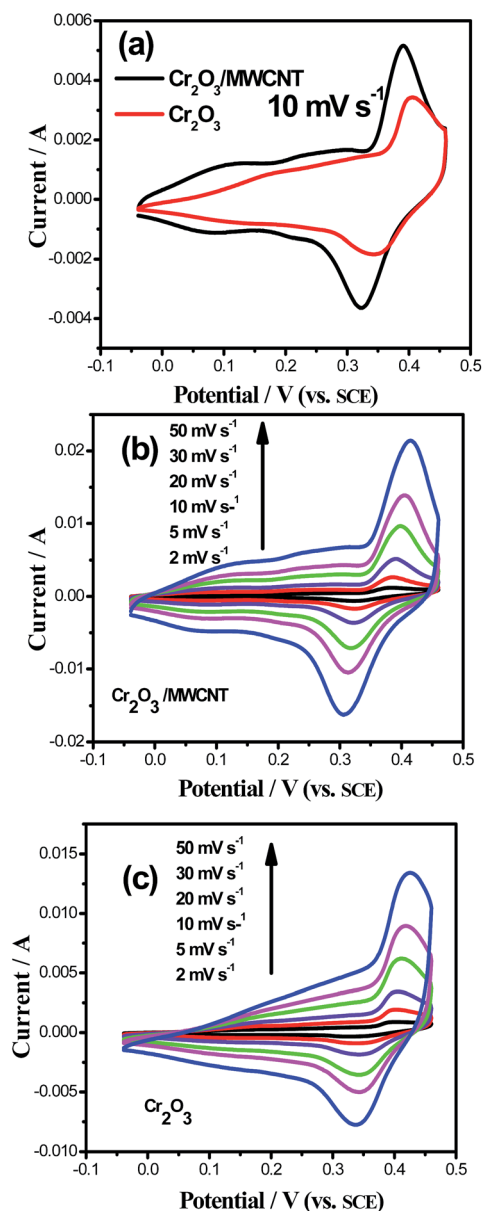 (a)
Cr₂O₃/MWCNT
Cr₂O₃
10 mV s⁻¹
0.006
0.004
0.002
0.000
-0.002
-0.004
Current / A
-0.1 0.0 0.1 0.2 0.3 0.4 0.5
Potential / V (vs. SCE)
(b)
50 mV s⁻¹
30 mV s⁻¹
20 mV s⁻¹
10 mV s-¹
5 mV s⁻¹
2 mV s⁻¹
0.02
0.01
0.00
-0.01
-0.02
Current / A
Cr₂O₃ /MWCNT
-0.1 0.0 0.1 0.2 0.3 0.4 0.5
Potential / V (vs. SCE)
(c)
50 mV s⁻¹
30 mV s⁻¹
20 mV s⁻¹
10 mV s-¹
5 mV s⁻¹
2 mV s⁻¹
0.015
0.010
0.005
0.000
-0.005
-0.010
Current / A
Cr₂O₃
-0.1 0.0 0.1 0.2 0.3 0.4 0.5
Potential / V (vs. SCE)